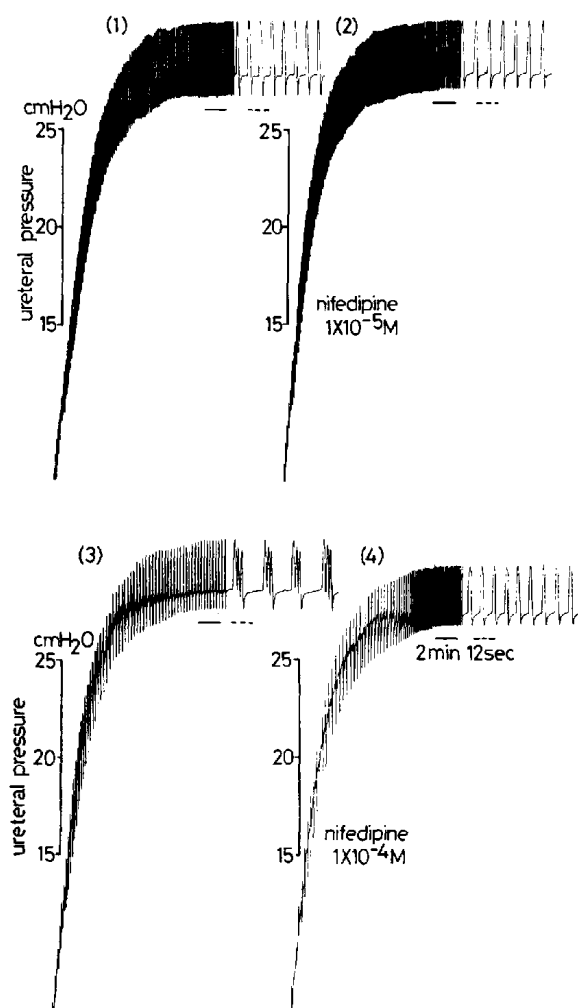 (1)
(2)
cmH2O
25
20
15
ureteral pressure
25
20
15
nifedipine
1X10⁻⁵M
(3)
(4)
cmH2O
25
20
15
ureteral pressure
25
20
15
2min 12sec
nifedipine
1X10⁻⁴M